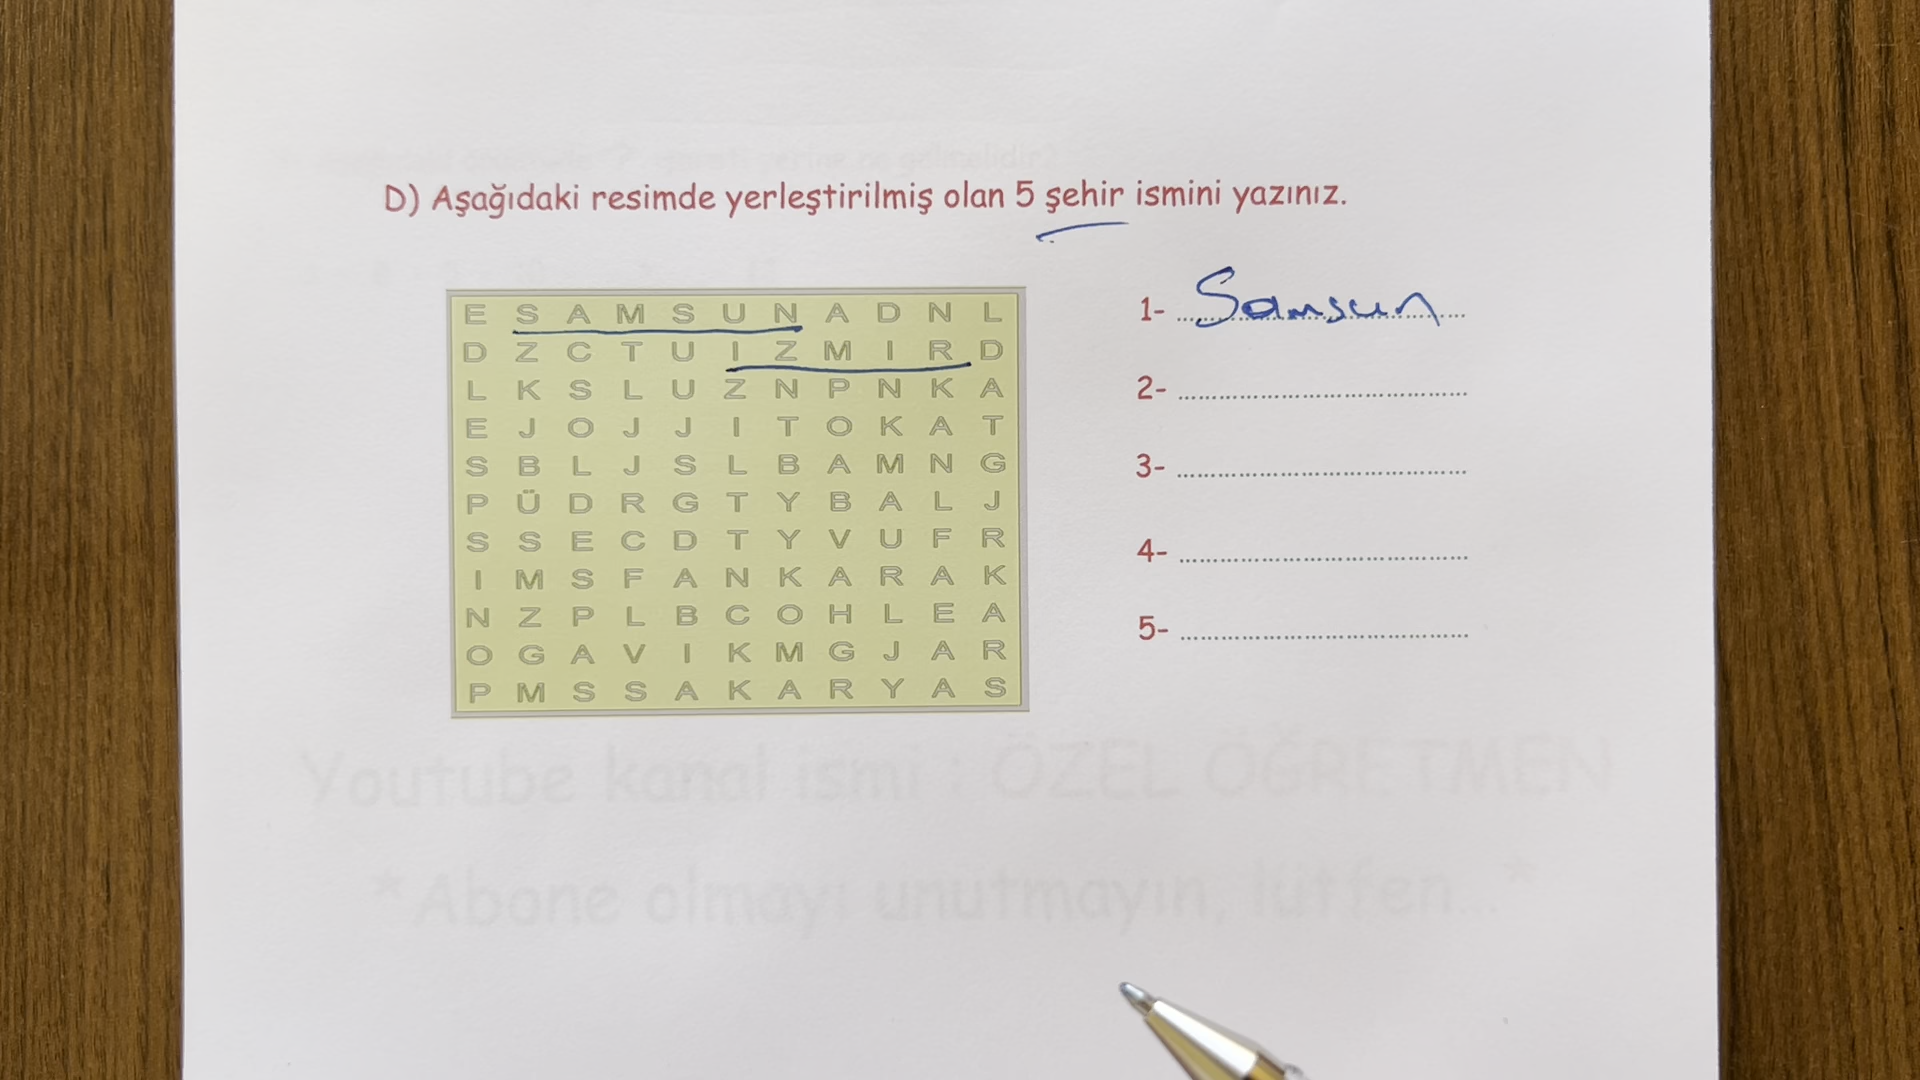 D) Aşağıdaki resimde yerleştirilmiş olan 5 şehir ismini yazınız.
E S A M S U N A D N L
D Z C T U I Z M I R D
L K S L U Z N P N K A
E J O J J I T O K A T
S B L J S L B A M N G
P Ü D R G T Y B A L J
S S E C D T Y V U F R
I M S F A N K A R A K
N Z P L B C O H L E A
O G A V I K M G J A R
P M S S A K A R Y A S
1- Samsun
2-
3-
4-
5-
Youtube kanal ismi : ÖZEL ÖĞRETMEN
*Abone olmayı unutmayın, lütfen...*